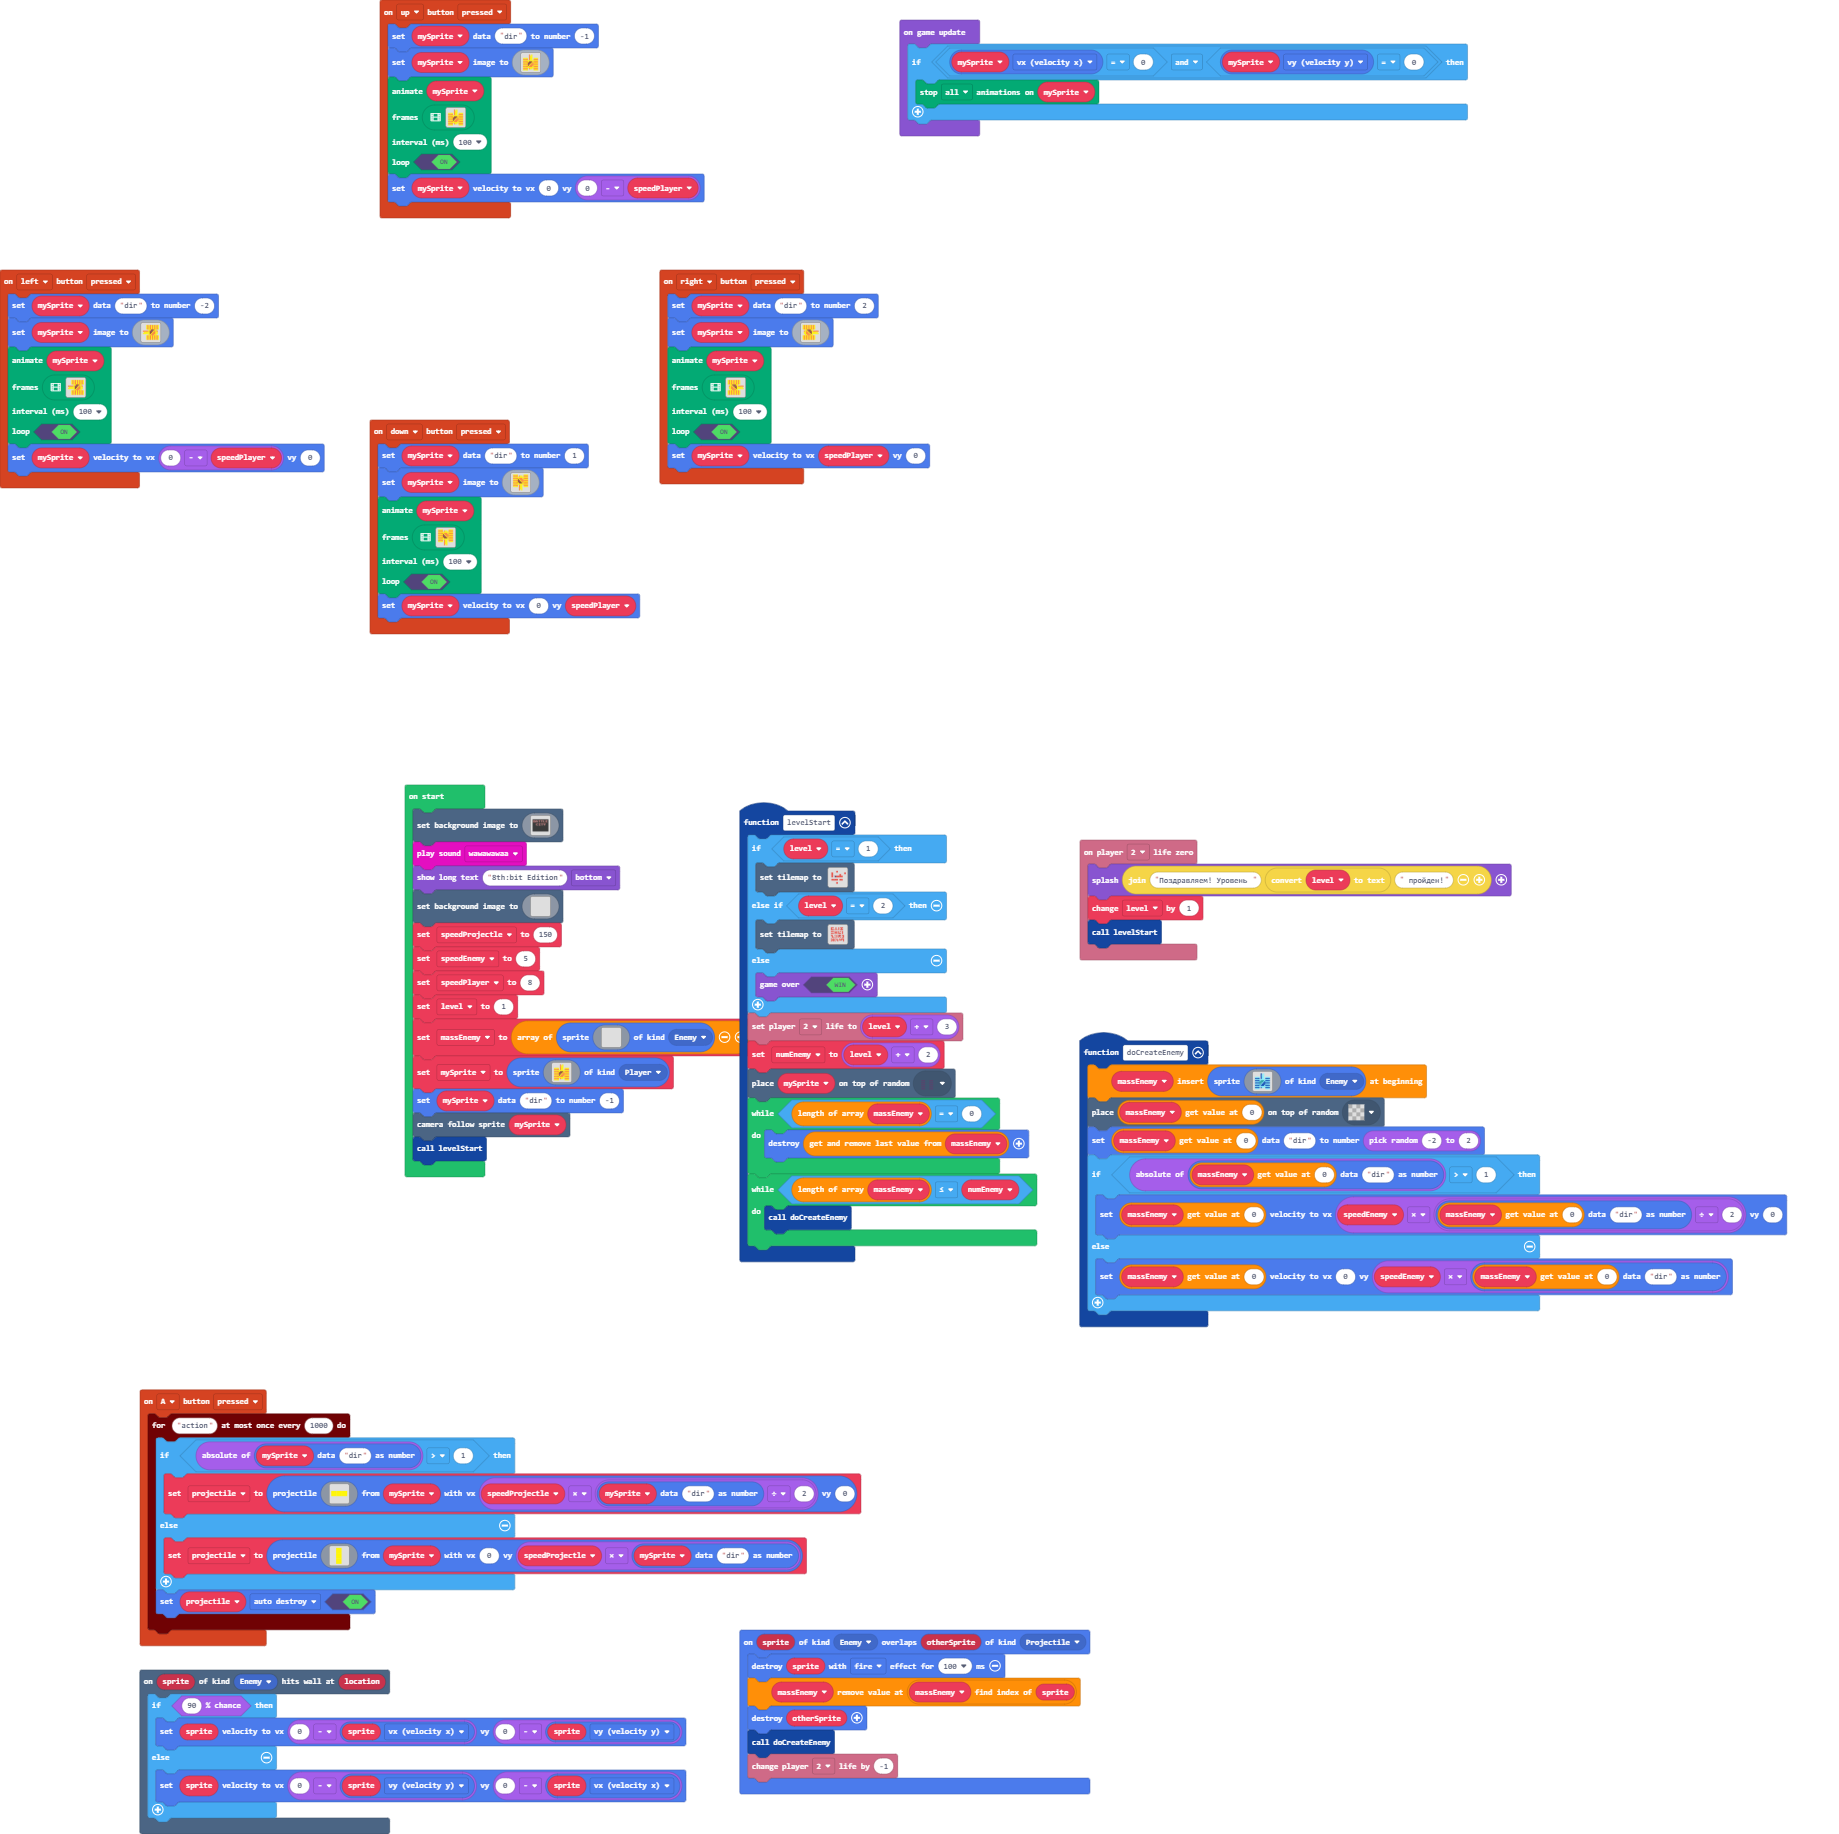 on up button pressed
set mySprite data "dir" to number -1
set mySprite image to
animate mySprite
frames
interval (ms) 100
loop ON
set mySprite velocity to vx 0 vy 0 - speedPlayer
on game update
if mySprite vx (velocity x) = 0 and mySprite vy (velocity y) = 0 then
stop all animations on mySprite
on left button pressed
set mySprite data "dir" to number -2
set mySprite image to
animate mySprite
frames
interval (ms) 100
loop ON
set mySprite velocity to vx 0 - speedPlayer vy 0
on down button pressed
set mySprite data "dir" to number 1
set mySprite image to
animate mySprite
frames
interval (ms) 100
loop ON
set mySprite velocity to vx 0 vy speedPlayer
on right button pressed
set mySprite data "dir" to number 2
set mySprite image to
animate mySprite
frames
interval (ms) 100
loop ON
set mySprite velocity to vx speedPlayer vy 0
on start
set background image to
play sound wawawawaa
show long text "8th:bit Edition" bottom
set background image to
set speedProjectle to 150
set speedEnemy to 5
set speedPlayer to 8
set level to 1
set massEnemy to array of sprite of kind Enemy
set mySprite to sprite of kind Player
set mySprite data "dir" to number -1
camera follow sprite mySprite
call levelStart
function levelStart
if level = 1 then
set tilemap to
else if level = 2 then
set tilemap to
else
game over WIN
set player 2 life to level + 3
set numEnemy to level + 2
place mySprite on top of random
while length of array massEnemy = 0
do
destroy get and remove last value from massEnemy
while length of array massEnemy ≤ numEnemy
do
call doCreateEnemy
on player 2 life zero
splash join "Поздравляем! Уровень " convert level to text " пройден!"
change level by 1
call levelStart
function doCreateEnemy
massEnemy insert sprite of kind Enemy at beginning
place massEnemy get value at 0 on top of random
set massEnemy get value at 0 data "dir" to number pick random -2 to 2
if absolute of massEnemy get value at 0 data "dir" as number > 1 then
set massEnemy get value at 0 velocity to vx speedEnemy × massEnemy get value at 0 data "dir" as number ÷ 2 vy 0
else
set massEnemy get value at 0 velocity to vx 0 vy speedEnemy × massEnemy get value at 0 data "dir" as number
on A button pressed
for "action" at most once every 1000 do
if absolute of mySprite data "dir" as number > 1 then
set projectile to projectile from mySprite with vx speedProjectle × mySprite data "dir" as number ÷ 2 vy 0
else
set projectile to projectile from mySprite with vx 0 vy speedProjectle × mySprite data "dir" as number
set projectile auto destroy ON
on sprite of kind Enemy hits wall at location
if 90 % chance then
set sprite velocity to vx 0 - sprite vx (velocity x) vy 0 - sprite vy (velocity y)
else
set sprite velocity to vx 0 - sprite vy (velocity y) vy 0 - sprite vx (velocity x)
on sprite of kind Enemy overlaps otherSprite of kind Projectile
destroy sprite with fire effect for 100 ms
massEnemy remove value at massEnemy find index of sprite
destroy otherSprite
call doCreateEnemy
change player 2 life by -1